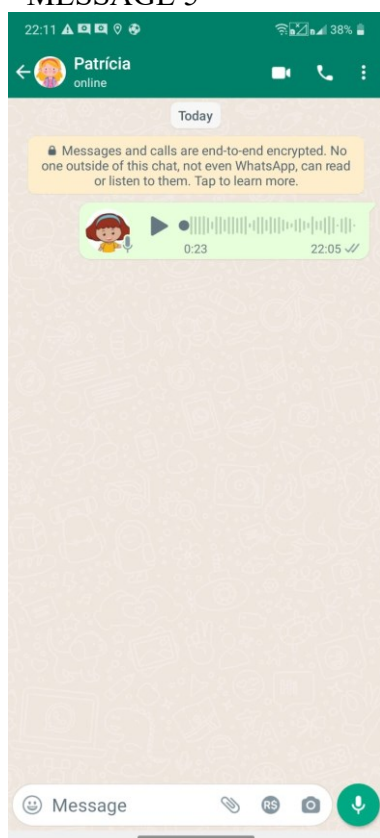 MESSAGE 5
22:11 38%
Patrícia
online
Today
Messages and calls are end-to-end encrypted. No
one outside of this chat, not even WhatsApp, can read
or listen to them. Tap to learn more.
0:23 22:05
Message
R$